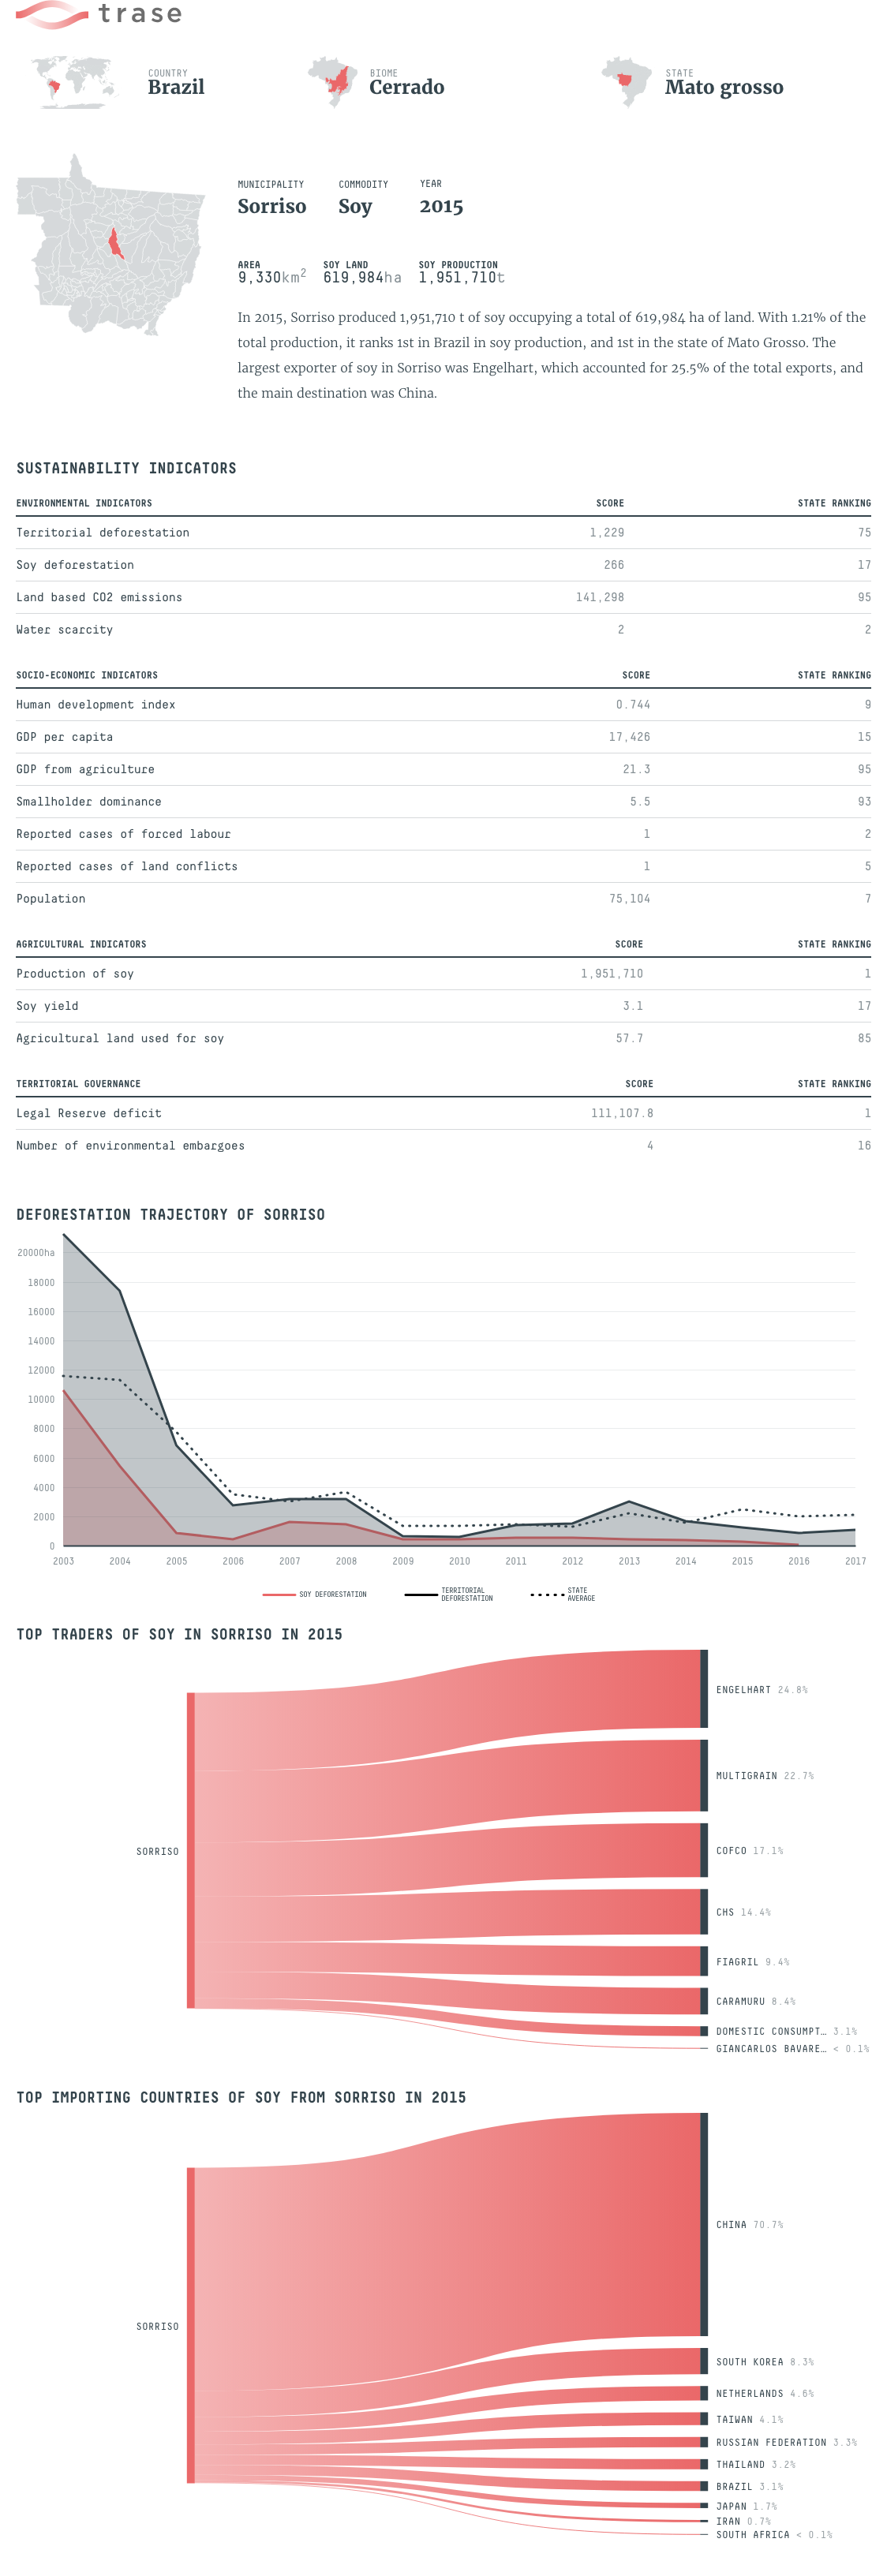 trase
COUNTRY
Brazil
BIOME
Cerrado
STATE
Mato grosso
MUNICIPALITY
Sorriso
COMMODITY
Soy
YEAR
2015
AREA
9,330km2
SOY LAND
619,984ha
SOY PRODUCTION
1,951,710t
In 2015, Sorriso produced 1,951,710 t of soy occupying a total of 619,984 ha of land. With 1.21% of the
total production, it ranks 1st in Brazil in soy production, and 1st in the state of Mato Grosso. The
largest exporter of soy in Sorriso was Engelhart, which accounted for 25.5% of the total exports, and
the main destination was China.
SUSTAINABILITY INDICATORS
ENVIRONMENTAL INDICATORS SCORE STATE RANKING
Territorial deforestation 1,229 75
Soy deforestation 266 17
Land based CO2 emissions 141,298 95
Water scarcity 2 2
SOCIO-ECONOMIC INDICATORS SCORE STATE RANKING
Human development index 0.744 9
GDP per capita 17,426 15
GDP from agriculture 21.3 95
Smallholder dominance 5.5 93
Reported cases of forced labour 1 2
Reported cases of land conflicts 1 5
Population 75,104 7
AGRICULTURAL INDICATORS SCORE STATE RANKING
Production of soy 1,951,710 1
Soy yield 3.1 17
Agricultural land used for soy 57.7 85
TERRITORIAL GOVERNANCE SCORE STATE RANKING
Legal Reserve deficit 111,107.8 1
Number of environmental embargoes 4 16
DEFORESTATION TRAJECTORY OF SORRISO
20000ha
18000
16000
14000
12000
10000
8000
6000
4000
2000
0
2003 2004 2005 2006 2007 2008 2009 2010 2011 2012 2013 2014 2015 2016 2017
SOY DEFORESTATION
TERRITORIAL
DEFORESTATION
STATE
AVERAGE
TOP TRADERS OF SOY IN SORRISO IN 2015
SORRISO
ENGELHART 24.8%
MULTIGRAIN 22.7%
COFCO 17.1%
CHS 14.4%
FIAGRIL 9.4%
CARAMURU 8.4%
DOMESTIC CONSUMPT… 3.1%
GIANCARLOS BAVARE… < 0.1%
TOP IMPORTING COUNTRIES OF SOY FROM SORRISO IN 2015
SORRISO
CHINA 70.7%
SOUTH KOREA 8.3%
NETHERLANDS 4.6%
TAIWAN 4.1%
RUSSIAN FEDERATION 3.3%
THAILAND 3.2%
BRAZIL 3.1%
JAPAN 1.7%
IRAN 0.7%
SOUTH AFRICA < 0.1%